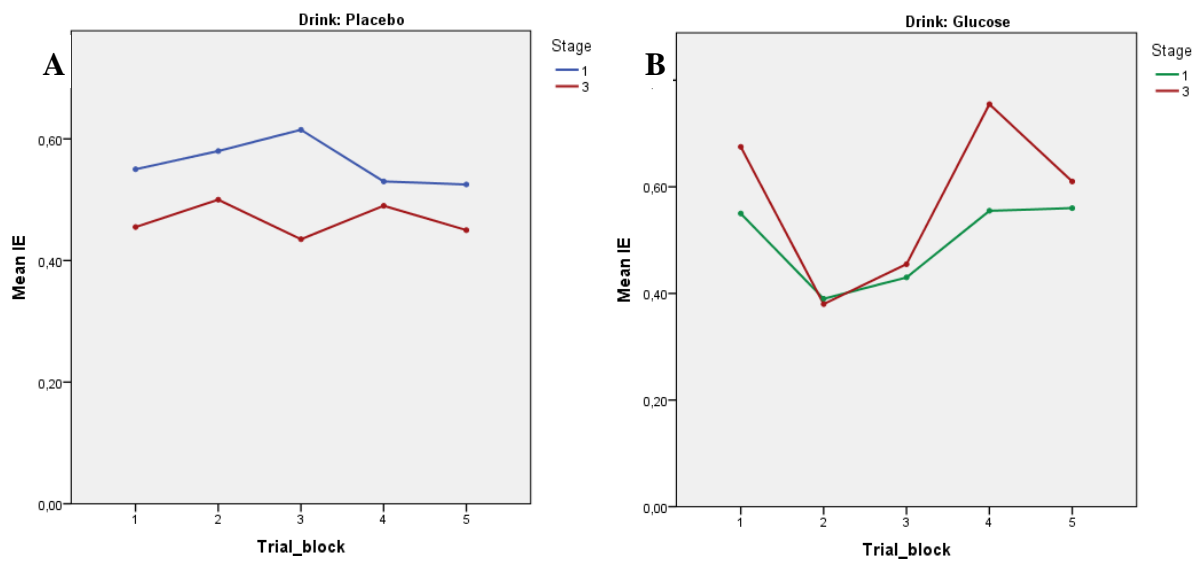 Drink: Placebo
A
Stage
1
3
0,60
0,40
0,20
0,00
Mean IE
1 2 3 4 5
Trial_block
Drink: Glucose
B
Stage
1
3
0,60
0,40
0,20
0,00
Mean IE
1 2 3 4 5
Trial_block